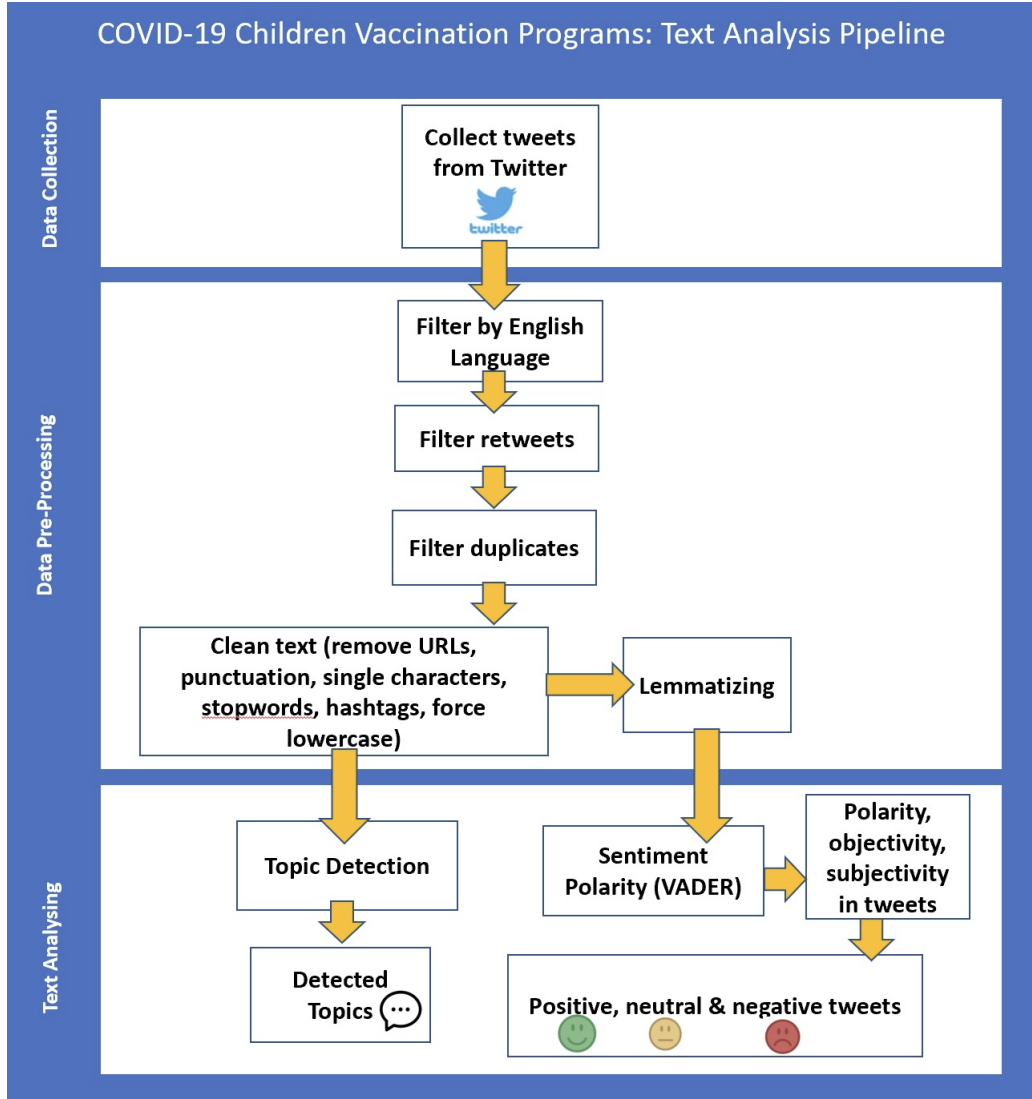 COVID-19 Children Vaccination Programs: Text Analysis Pipeline
Data Collection
Collect tweets
from Twitter
twitter
Data Pre-Processing
Filter by English
Language
Filter retweets
Filter duplicates
Clean text (remove URLs,
punctuation, single characters,
stopwords, hashtags, force
lowercase)
Lemmatizing
Text Analysing
Topic Detection
Sentiment
Polarity (VADER)
Polarity,
objectivity,
subjectivity
in tweets
Detected
Topics
Positive, neutral & negative tweets